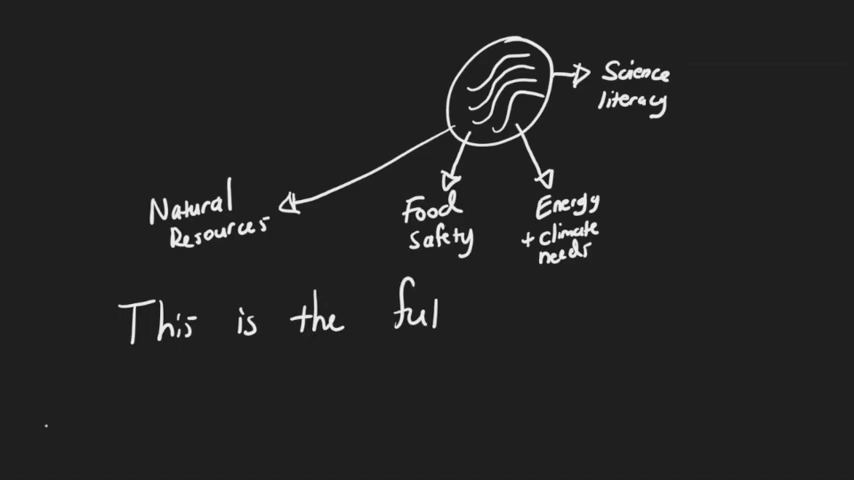 Science
literacy
Natural
Resources
Food
safety
Energy
+ climate
needs
This is the ful